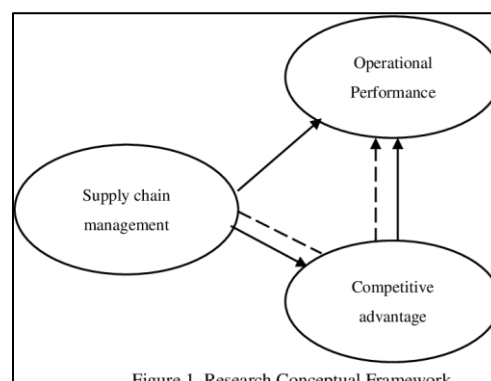 Operational
Performance
Supply chain
management
Competitive
advantage
Figure 1. Research Conceptual Framework